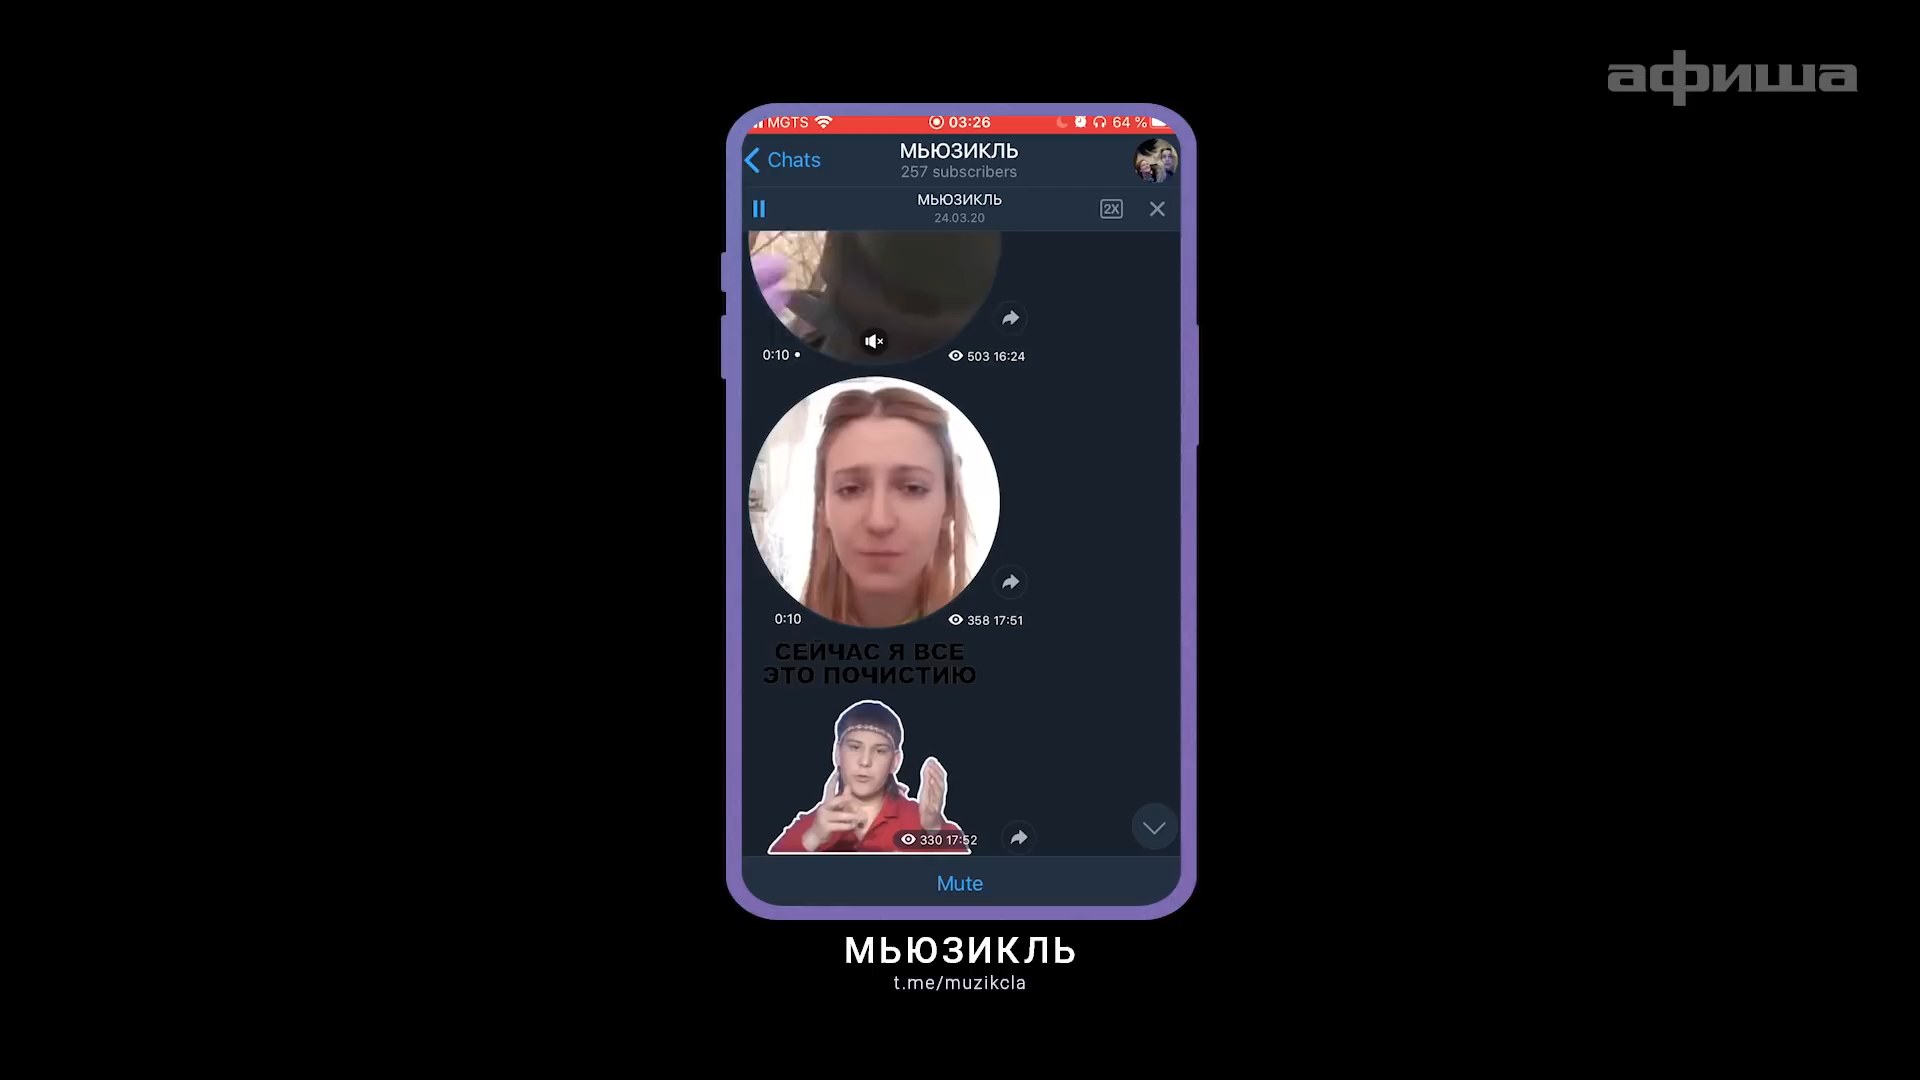 афиша
MGTS 03:26 64 %
Chats МЬЮЗИКЛЬ
257 subscribers
МЬЮЗИКЛЬ
24.03.20
2X
0:10 503 16:24
0:10 358 17:51
СЕЙЧАС Я ВСЕ
ЭТО ПОЧИСТИЮ
330 17:52
Mute
МЬЮЗИКЛЬ
t.me/muzikcla